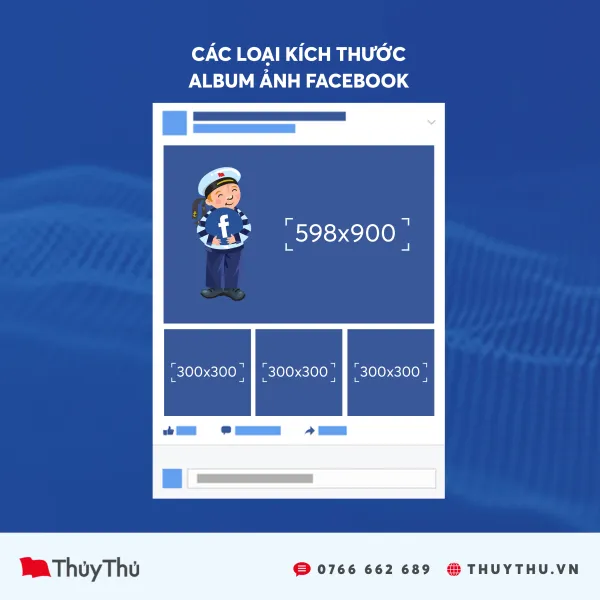 CÁC LOẠI KÍCH THƯỚC
ALBUM ẢNH FACEBOOK
f
598x900
300x300 300x300 300x300
ThủyThủ 0766 662 689 THUYTHU.VN